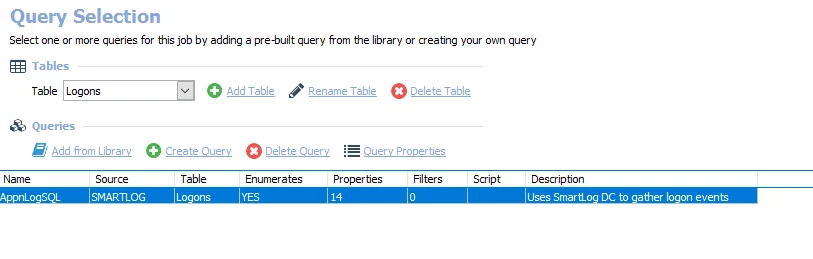 Query Selection
Select one or more queries for this job by adding a pre-built query from the library or creating your own query
Tables
Table Logons Add Table Rename Table Delete Table
Queries
Add from Library Create Query Delete Query Query Properties
Name Source Table Enumerates Properties Filters Script Description
AppnLogSQL SMARTLOG Logons YES 14 0 Uses SmartLog DC to gather logon events